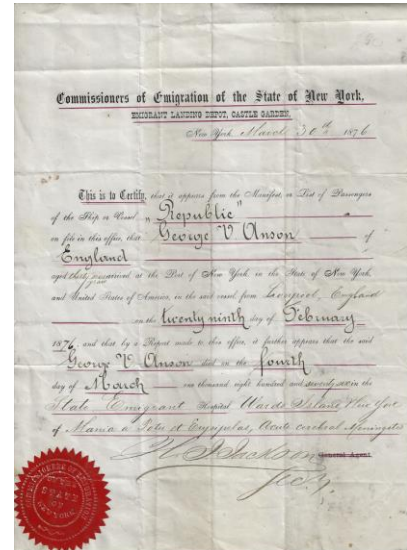 Commissioners of Emigration of the State of New York,
EMIGRANT LANDING DEPOT, CASTLE GARDEN.
New York March 30th 1876
This is to Certify, that it appears from the Manifest, or List of Passengers
of the Ship or Vessel "Republic"
on file in this office, that George V Anson of
England
aged thirty arrived at the Port of New York, in the State of New York,
and United States of America, in the said vessel from Liverpool, England
on the twenty ninth day of February
1876, and that by a Report made to this office, it further appears that the said
George V. Anson died on the fourth
day of March one thousand eight hundred and seventy six in the
State Emigrant Hospital Wards Island New York
of Mania a Potu & Erysipelas, Acute cerebral Meningitis
H J Jackson General Agent.
Secy.